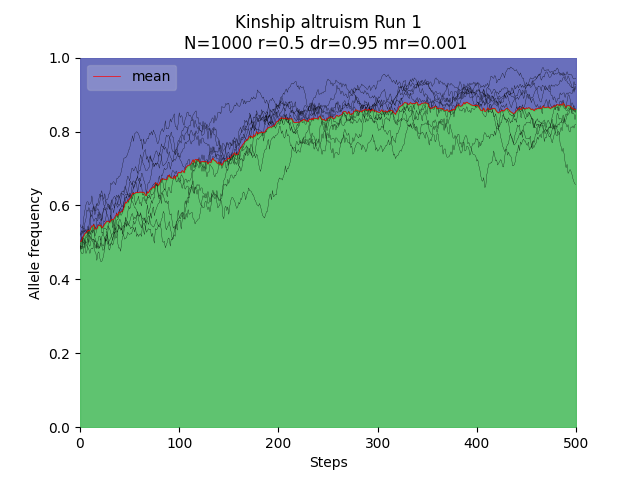 Kinship altruism Run 1
N=1000 r=0.5 dr=0.95 mr=0.001
mean
1.0
0.8
0.6
0.4
0.2
0.0
Allele frequency
0 100 200 300 400 500
Steps